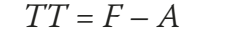 TT = F − A